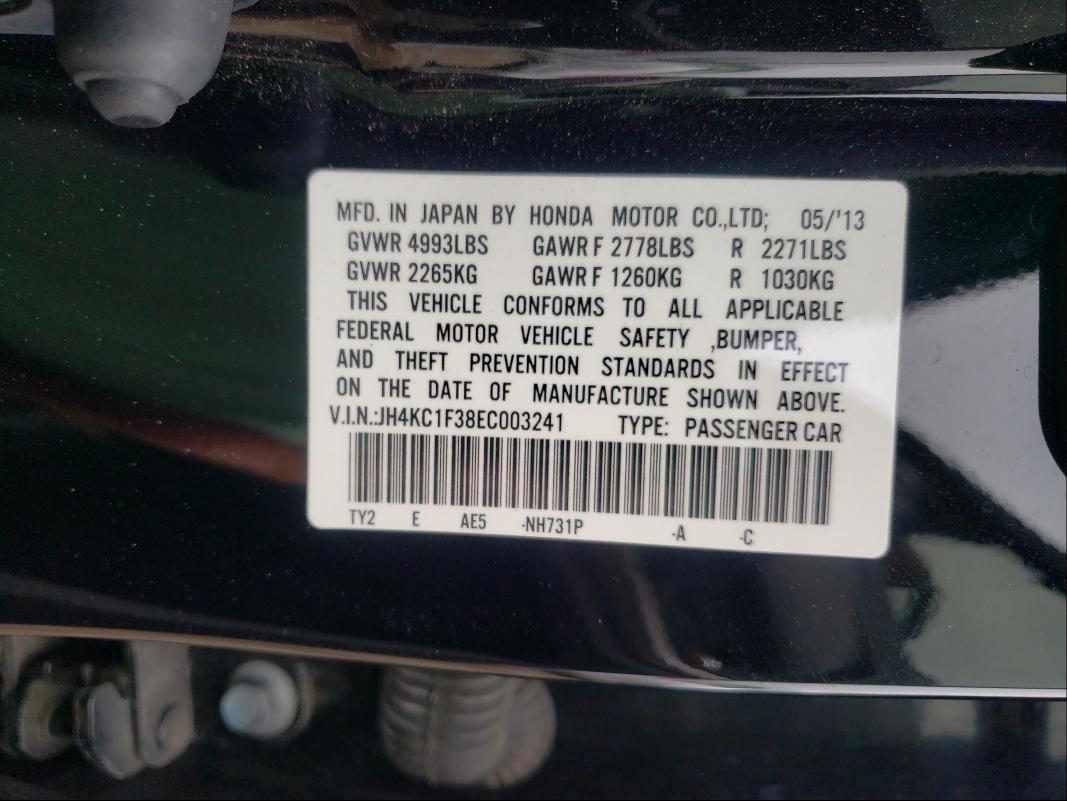 MFD. IN JAPAN BY HONDA MOTOR CO.,LTD; 05/'13
GVWR 4993LBS GAWR F 2778LBS R 2271LBS
GVWR 2265KG GAWR F 1260KG R 1030KG
THIS VEHICLE CONFORMS TO ALL APPLICABLE
FEDERAL MOTOR VEHICLE SAFETY ,BUMPER,
AND THEFT PREVENTION STANDARDS IN EFFECT
ON THE DATE OF MANUFACTURE SHOWN ABOVE.
V.I.N.:JH4KC1F38EC003241 TYPE: PASSENGER CAR
TY2 E AE5 -NH731P -A -C